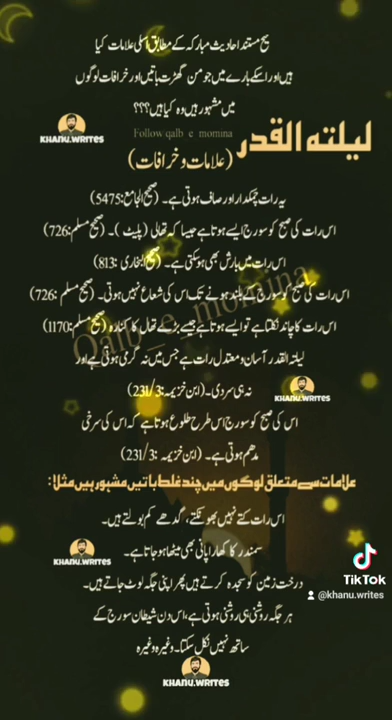 صحیح مستند احادیث مبارکہ کے مطابق اسکی علامات کیا
ہیں اور اسکے بارے میں جو من گھڑت باتیں اور خرافات لوگوں
میں مشہور ہیں وہ کیا ہیں؟؟؟
KHANU.WRITES
Follow qalb e momina
لیلتہ القدر
(علامات و خرافات)
یہ رات چمکدار اور صاف ہوتی ہے۔ (صحیح الجامع:5475)
اس رات کی صبح کو سورج ایسے ہوتا ہے جیسا کہ تھالی (پلیٹ)۔ (صحیح مسلم:726)
اس رات میں بارش بھی ہو سکتی ہے۔ (صحیح بخاری:813)
اس رات کی صبح کو سورج کے بلند ہونے تک اس کی شعاع نہیں ہوتی۔ (صحیح مسلم:726)
اس رات کا چاند نکلتا ہے تو ایسے ہوتا ہے جیسے بڑے تھال کا کنارہ (صحیح مسلم:1170)
Qalb_e_momina
لیلتہ القدر آسان و معتدل رات ہے جس میں نہ گرمی ہوتی ہے اور
نہ ہی سردی۔ (ابن خزیمہ:3/231)
KHANU.WRITES
اس کی صبح کو سورج اس طرح طلوع ہوتا ہے کہ اس کی سرخی
مدھم ہوتی ہے۔ (ابن خزیمہ:3/231)
علامات سے متعلق لوگوں میں چند غلط باتیں مشہور ہیں مثلا:
اس رات کتے نہیں بھونکتے، گدھے کم بولتے ہیں۔
سمندر کا کھارا پانی بھی میٹھا ہو جاتا ہے۔
KHANU.WRITES
درخت زمین کو سجدہ کرتے ہیں پھر اپنی جگہ لوٹ جاتے ہیں۔
ہر جگہ روشنی ہی روشنی ہوتی ہے، اس دن شیطان سورج کے
ساتھ نہیں نکل سکتا۔ وغیرہ وغیرہ
KHANU.WRITES
TikTok
@khanu.writes